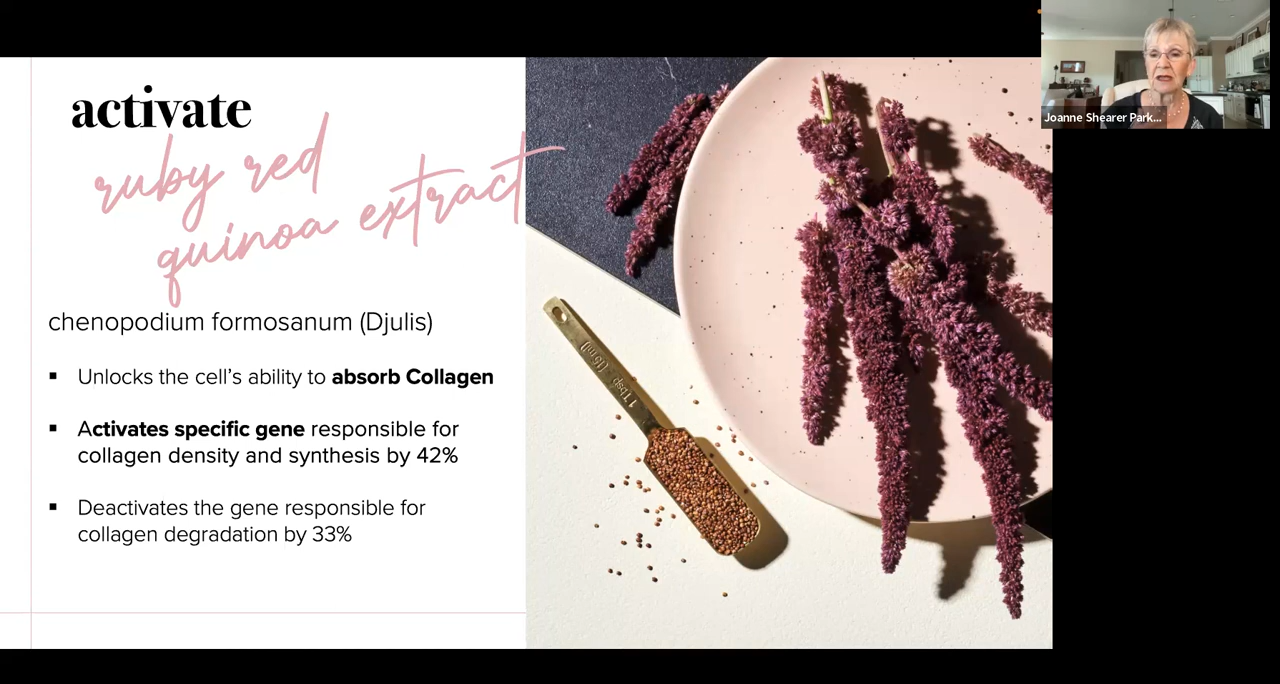 activate
ruby red
quinoa extract
chenopodium formosanum (Djulis)
▪ Unlocks the cell's ability to absorb Collagen
▪ Activates specific gene responsible for
collagen density and synthesis by 42%
▪ Deactivates the gene responsible for
collagen degradation by 33%
1 Tbsp (15ml)
Joanne Shearer Park...